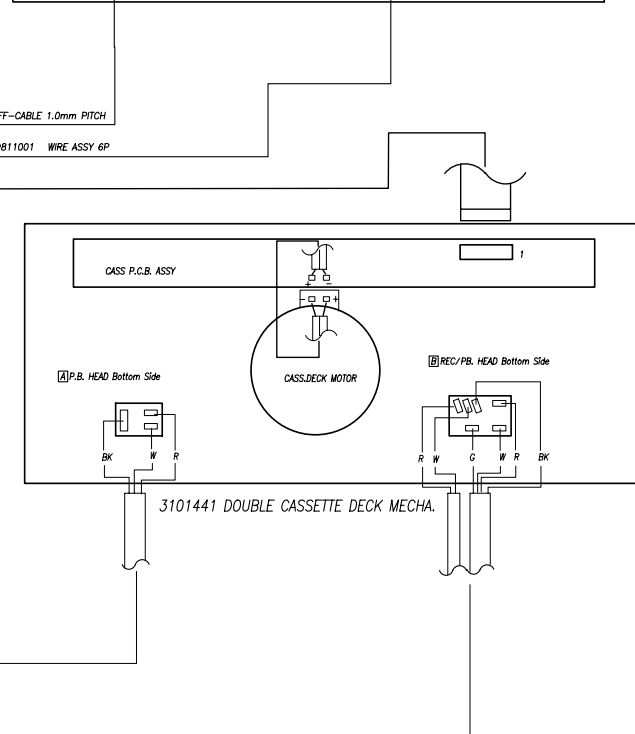 FF-CABLE 1.0mm PITCH
811001 WIRE ASSY 6P
1
CASS P.C.B. ASSY
+ -
- +
B REC/PB. HEAD Bottom Side
A P.B. HEAD Bottom Side
CASS.DECK MOTOR
BK W R
R W G W R BK
3101441 DOUBLE CASSETTE DECK MECHA.